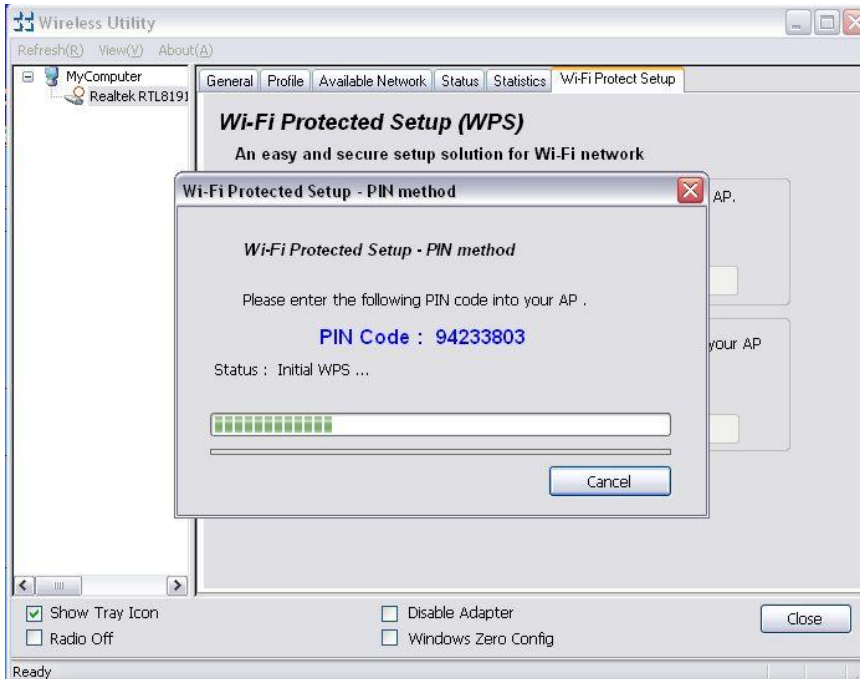 Wireless Utility
Refresh(R) View(V) About(A)
MyComputer
Realtek RTL8191
General Profile Available Network Status Statistics Wi-Fi Protect Setup
Wi-Fi Protected Setup (WPS)
An easy and secure setup solution for Wi-Fi network
AP.
your AP
Wi-Fi Protected Setup - PIN method
Wi-Fi Protected Setup - PIN method
Please enter the following PIN code into your AP .
PIN Code : 94233803
Status : Initial WPS ...
Cancel
Show Tray Icon
Disable Adapter
Close
Radio Off
Windows Zero Config
Ready